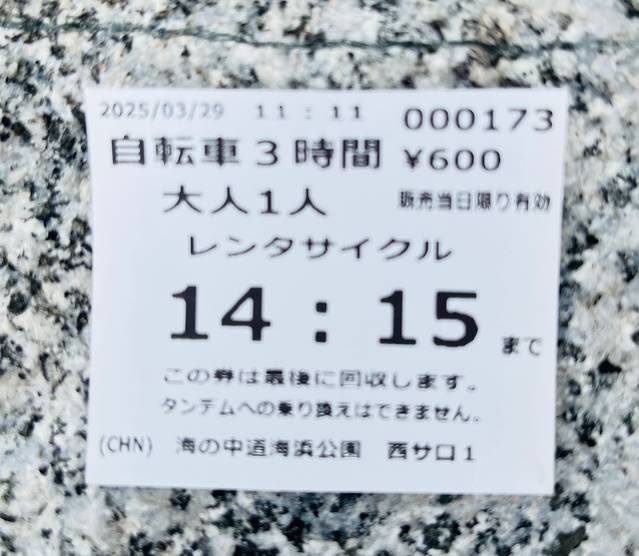 2025/03/29 11:11 000173
自転車3時間 ¥600
大人1人 販売当日限り有効
レンタサイクル
14:15 まで
この券は最後に回収します。
タンデムへの乗り換えはできません。
(CHN) 海の中道海浜公園 西サロ1